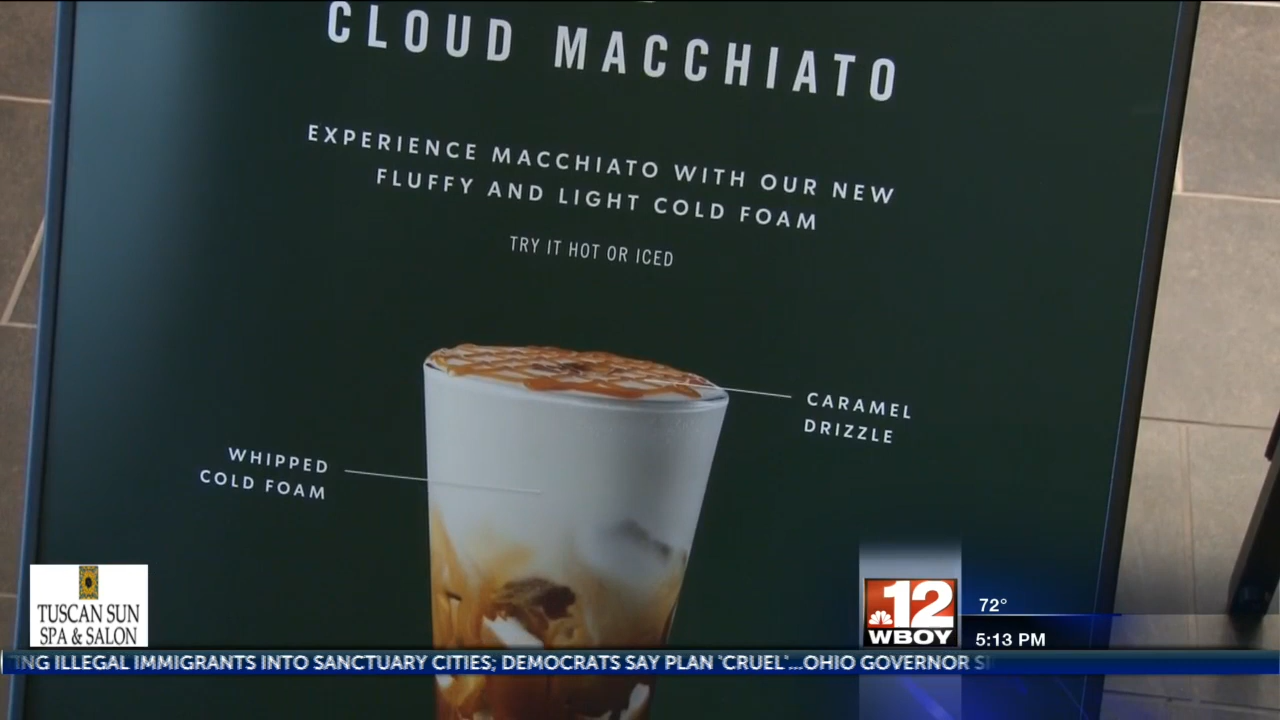 CLOUD MACCHIATO
EXPERIENCE MACCHIATO WITH OUR NEW
FLUFFY AND LIGHT COLD FOAM
TRY IT HOT OR ICED
CARAMEL
DRIZZLE
WHIPPED
COLD FOAM
TUSCAN SUN
SPA & SALON
12
WBOY
72°
5:13 PM
ING ILLEGAL IMMIGRANTS INTO SANCTUARY CITIES; DEMOCRATS SAY PLAN 'CRUEL'...OHIO GOVERNOR